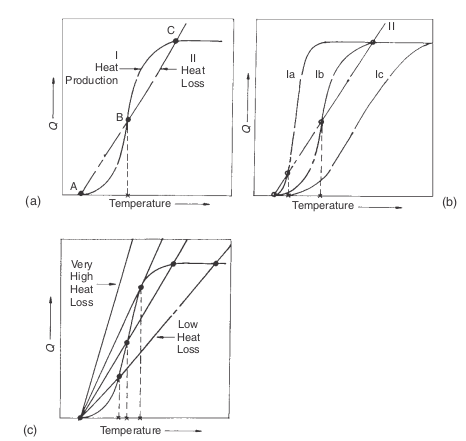 C
I
Heat
Production
II
Heat
Loss
B
A
Q
Temperature
(a)
II
Ia
Ib
Ic
Q
Temperature
(b)
Very
High
Heat
Loss
Low
Heat
Loss
Q
Temperature
(c)